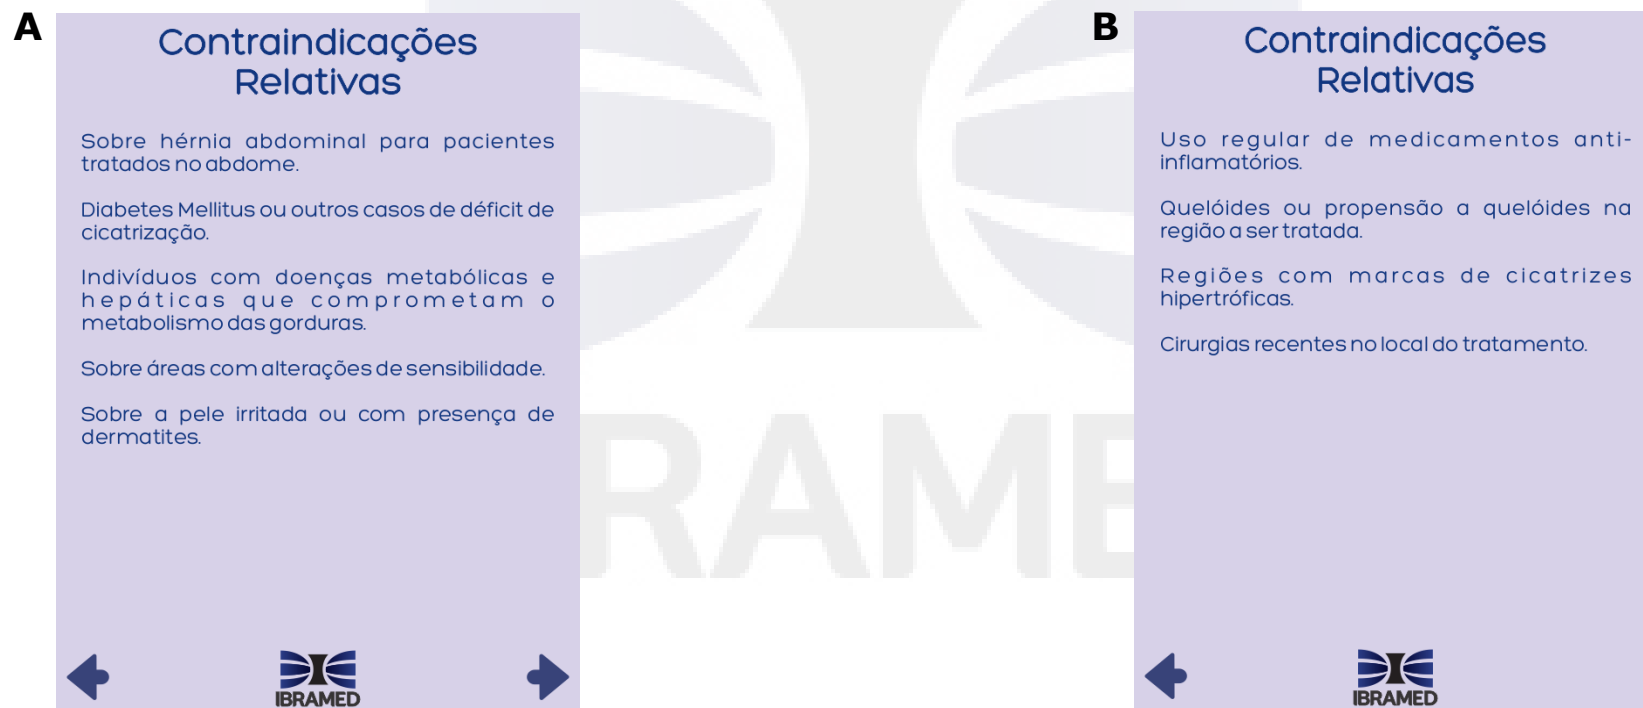 A
Contraindicações
Relativas
Sobre hérnia abdominal para pacientes
tratados no abdome.
Diabetes Mellitus ou outros casos de déficit de
cicatrização.
Indivíduos com doenças metabólicas e
hepáticas que comprometam o
metabolismo das gorduras.
Sobre áreas com alterações de sensibilidade.
Sobre a pele irritada ou com presença de
dermatites.
IBRAMED
B
Contraindicações
Relativas
Uso regular de medicamentos anti-
inflamatórios.
Quelóides ou propensão a quelóides na
região a ser tratada.
Regiões com marcas de cicatrizes
hipertróficas.
Cirurgias recentes no local do tratamento.
IBRAMED
RAME